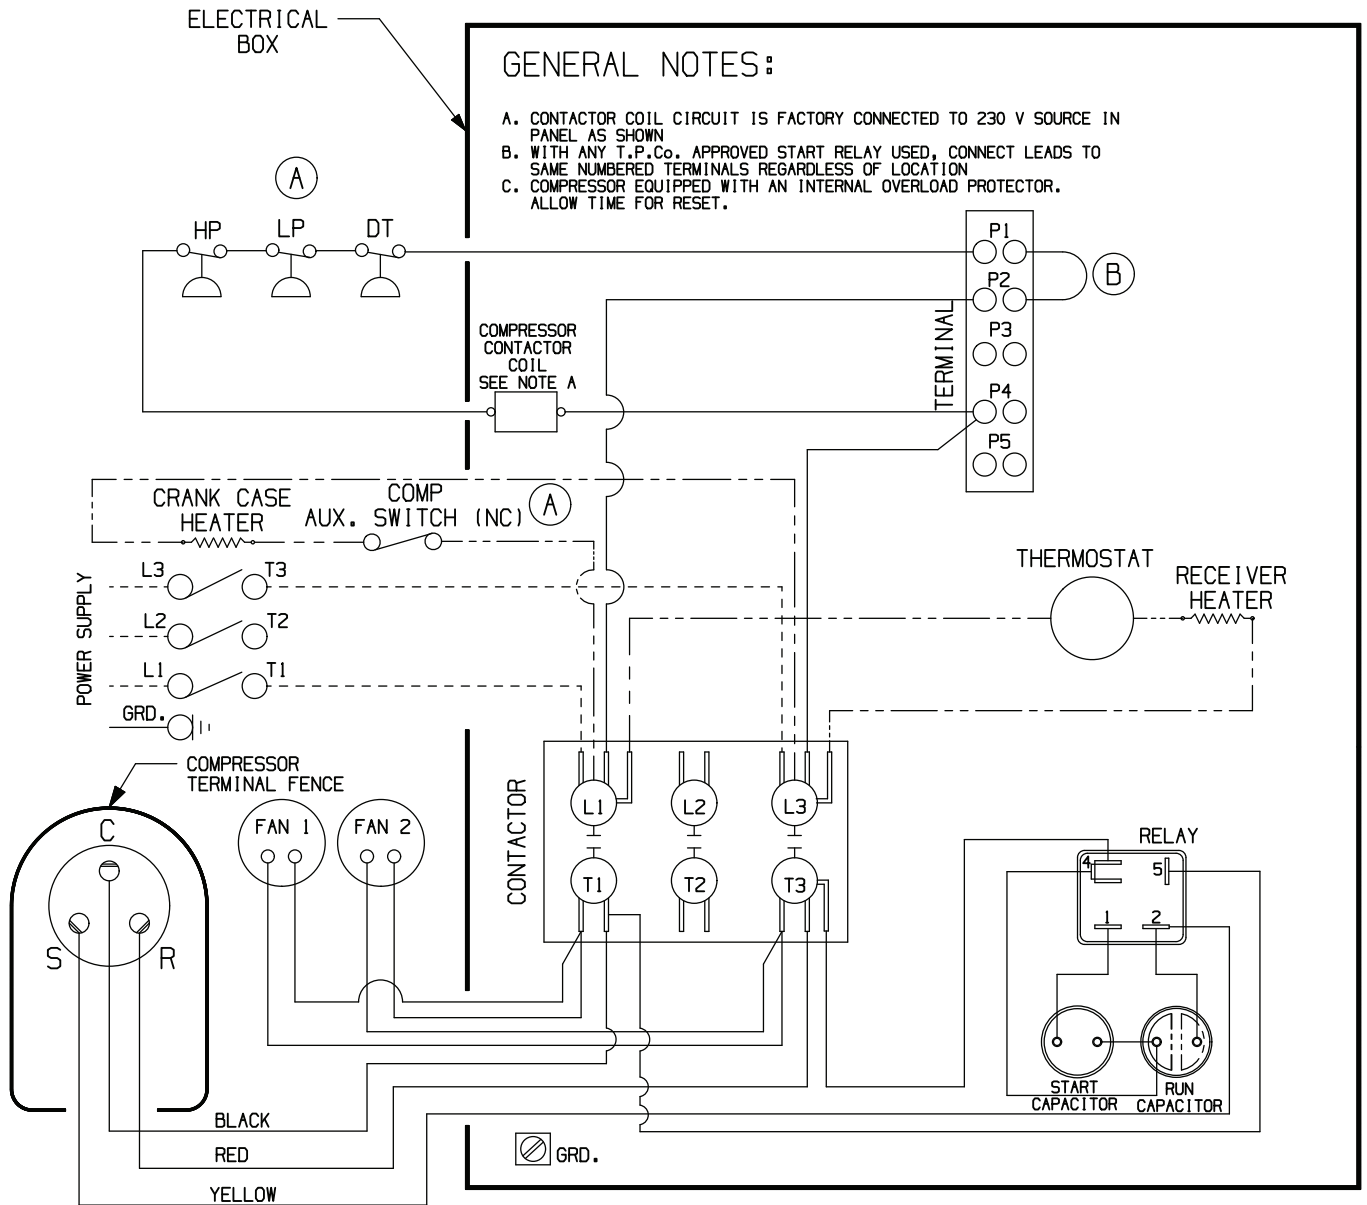 ELECTRICAL
BOX
GENERAL NOTES:
A. CONTACTOR COIL CIRCUIT IS FACTORY CONNECTED TO 230 V SOURCE IN
PANEL AS SHOWN
B. WITH ANY T.P.Co. APPROVED START RELAY USED, CONNECT LEADS TO
SAME NUMBERED TERMINALS REGARDLESS OF LOCATION
C. COMPRESSOR EQUIPPED WITH AN INTERNAL OVERLOAD PROTECTOR.
ALLOW TIME FOR RESET.
A
HP
LP
DT
P1
P2
P3
P4
P5
TERMINAL
B
COMPRESSOR
CONTACTOR
COIL
SEE NOTE A
CRANK CASE
HEATER
COMP
AUX. SWITCH (NC)
A
POWER SUPPLY
L3
T3
L2
T2
L1
T1
GRD.
THERMOSTAT
RECEIVER
HEATER
COMPRESSOR
TERMINAL FENCE
C
S
R
FAN 1
FAN 2
CONTACTOR
L1
L2
L3
T1
T2
T3
RELAY
4
5
1
2
START
CAPACITOR
RUN
CAPACITOR
BLACK
RED
YELLOW
GRD.